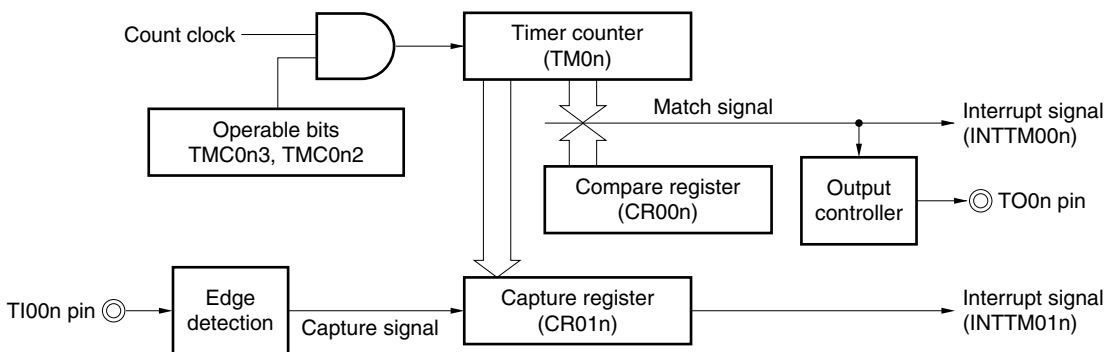 Count clock
Timer counter
(TM0n)
Operable bits
TMC0n3, TMC0n2
Match signal
Interrupt signal
(INTTM00n)
Compare register
(CR00n)
Output
controller
TO0n pin
TI00n pin
Edge
detection
Capture signal
Capture register
(CR01n)
Interrupt signal
(INTTM01n)